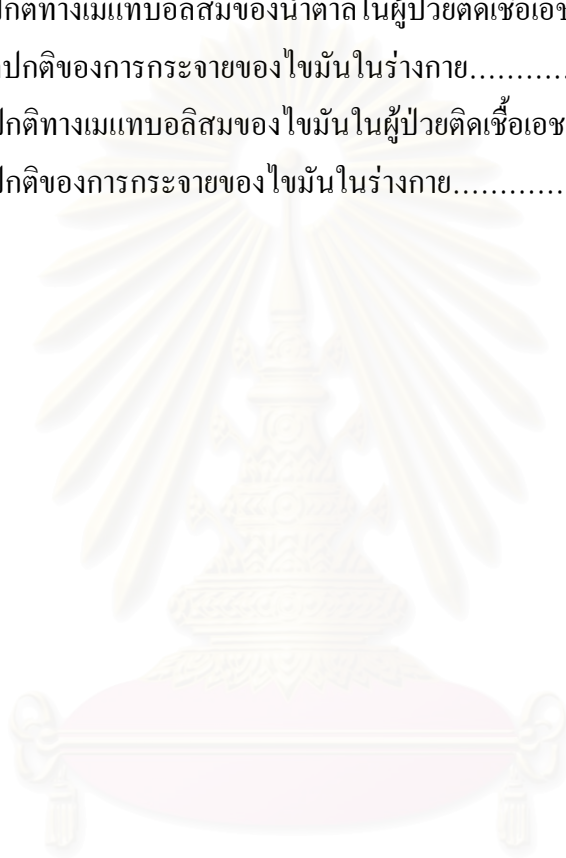 ปกติทางเมแทบอลิสมของน้ำตาลในผู้ป่วยติดเชื้อเอช
ปกติของการกระจายของไขมันในร่างกาย............
ปกติทางเมแทบอลิสมของไขมันในผู้ป่วยติดเชื้อเอช
ปกติของการกระจายของไขมันในร่างกาย............